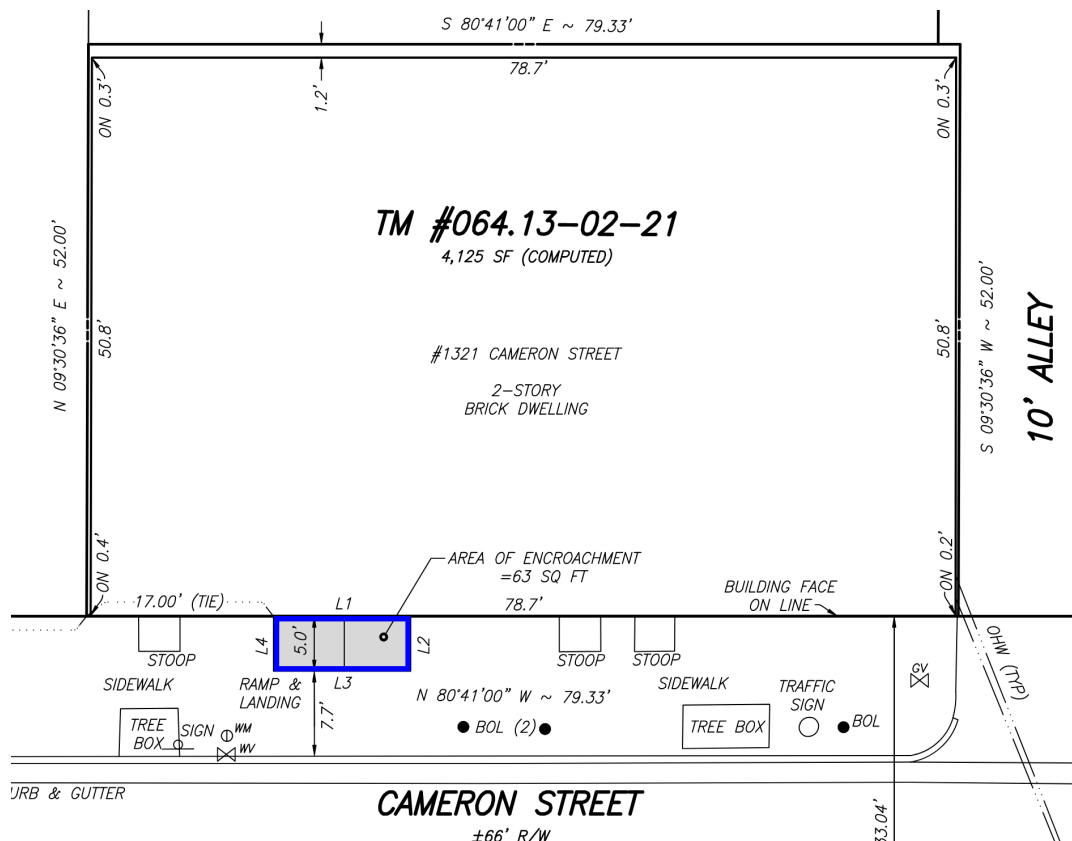 S 80°41'00" E ~ 79.33'
78.7'
1.2'
ON 0.3'
ON 0.3'
TM #064.13-02-21
4,125 SF (COMPUTED)
N 09°30'36" E ~ 52.00'
50.8'
50.8'
S 09°30'36" W ~ 52.00'
10' ALLEY
#1321 CAMERON STREET
2-STORY
BRICK DWELLING
ON 0.4'
ON 0.2'
AREA OF ENCROACHMENT
=63 SQ FT
BUILDING FACE
ON LINE
17.00' (TIE)
L1
78.7'
L4
5.0'
L2
L3
STOOP
STOOP
STOOP
OHW (TYP)
GV
SIDEWALK
RAMP &
LANDING
7.7'
N 80°41'00" W ~ 79.33'
SIDEWALK
TRAFFIC
SIGN
TREE
BOX
SIGN
WM
WV
BOL (2)
TREE BOX
BOL
URB & GUTTER
CAMERON STREET
±66' R/W
33.04'